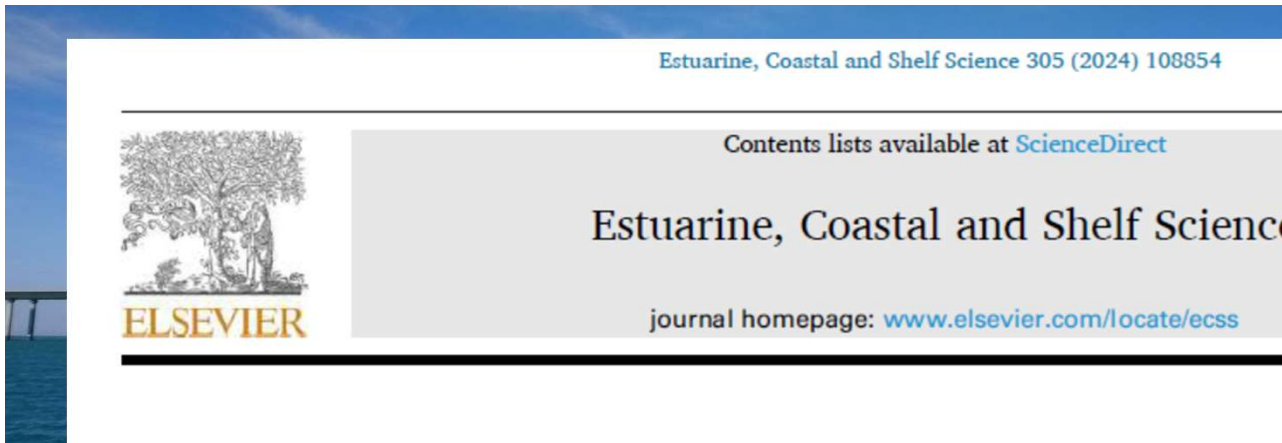 Estuarine, Coastal and Shelf Science 305 (2024) 108854
Contents lists available at ScienceDirect
Estuarine, Coastal and Shelf Science
journal homepage: www.elsevier.com/locate/ecss
ELSEVIER